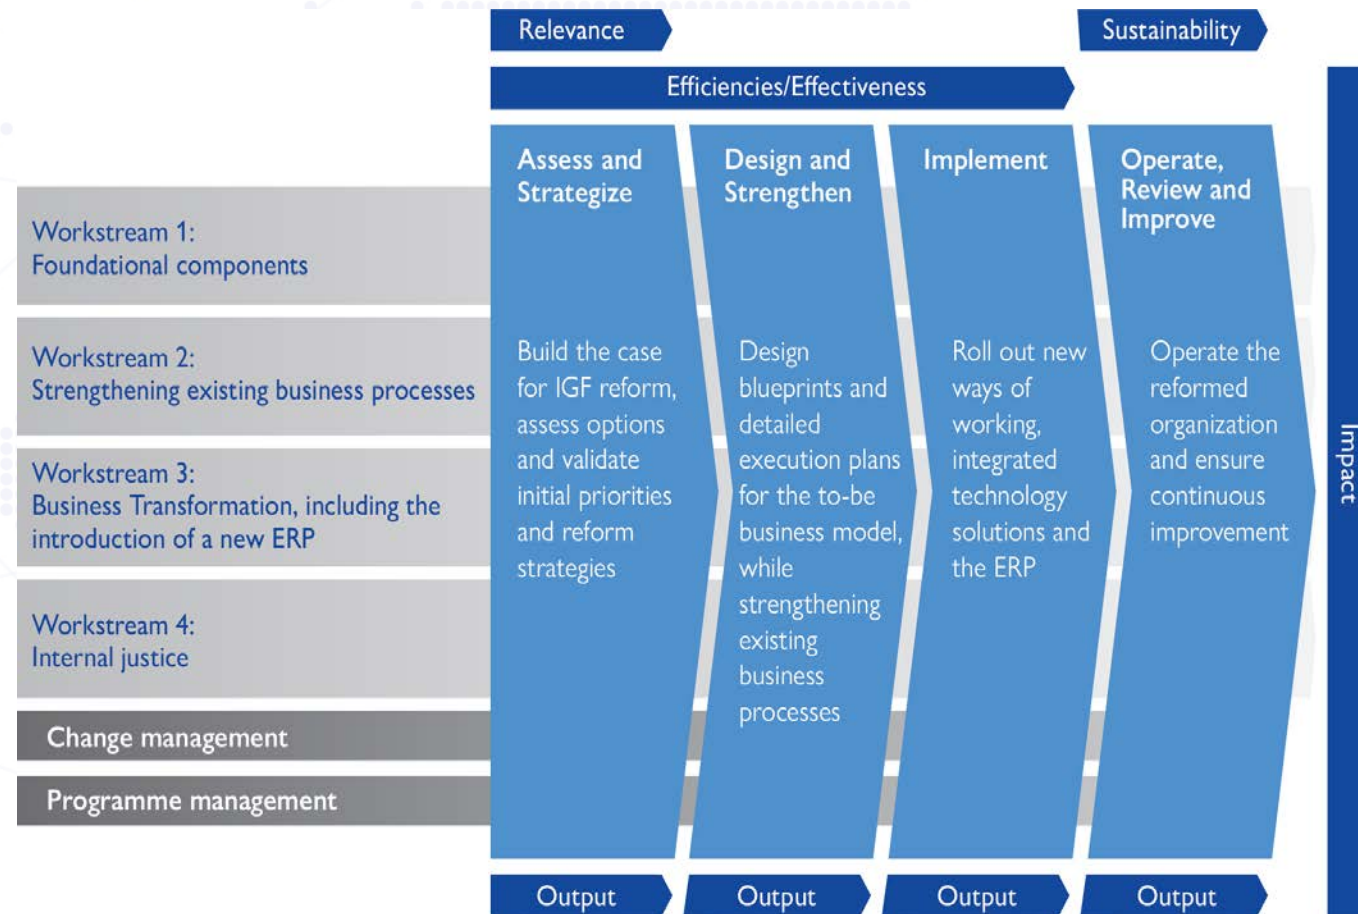 Relevance
Sustainability
Efficiencies/Effectiveness
Assess and
Strategize
Design and
Strengthen
Implement
Operate,
Review and
Improve
Workstream 1:
Foundational components
Workstream 2:
Strengthening existing business processes
Workstream 3:
Business Transformation, including the
introduction of a new ERP
Workstream 4:
Internal justice
Change management
Programme management
Build the case
for IGF reform,
assess options
and validate
initial priorities
and reform
strategies
Design
blueprints and
detailed
execution plans
for the to-be
business model,
while
strengthening
existing
business
processes
Roll out new
ways of
working,
integrated
technology
solutions and
the ERP
Operate the
reformed
organization
and ensure
continuous
improvement
Impact
Output
Output
Output
Output